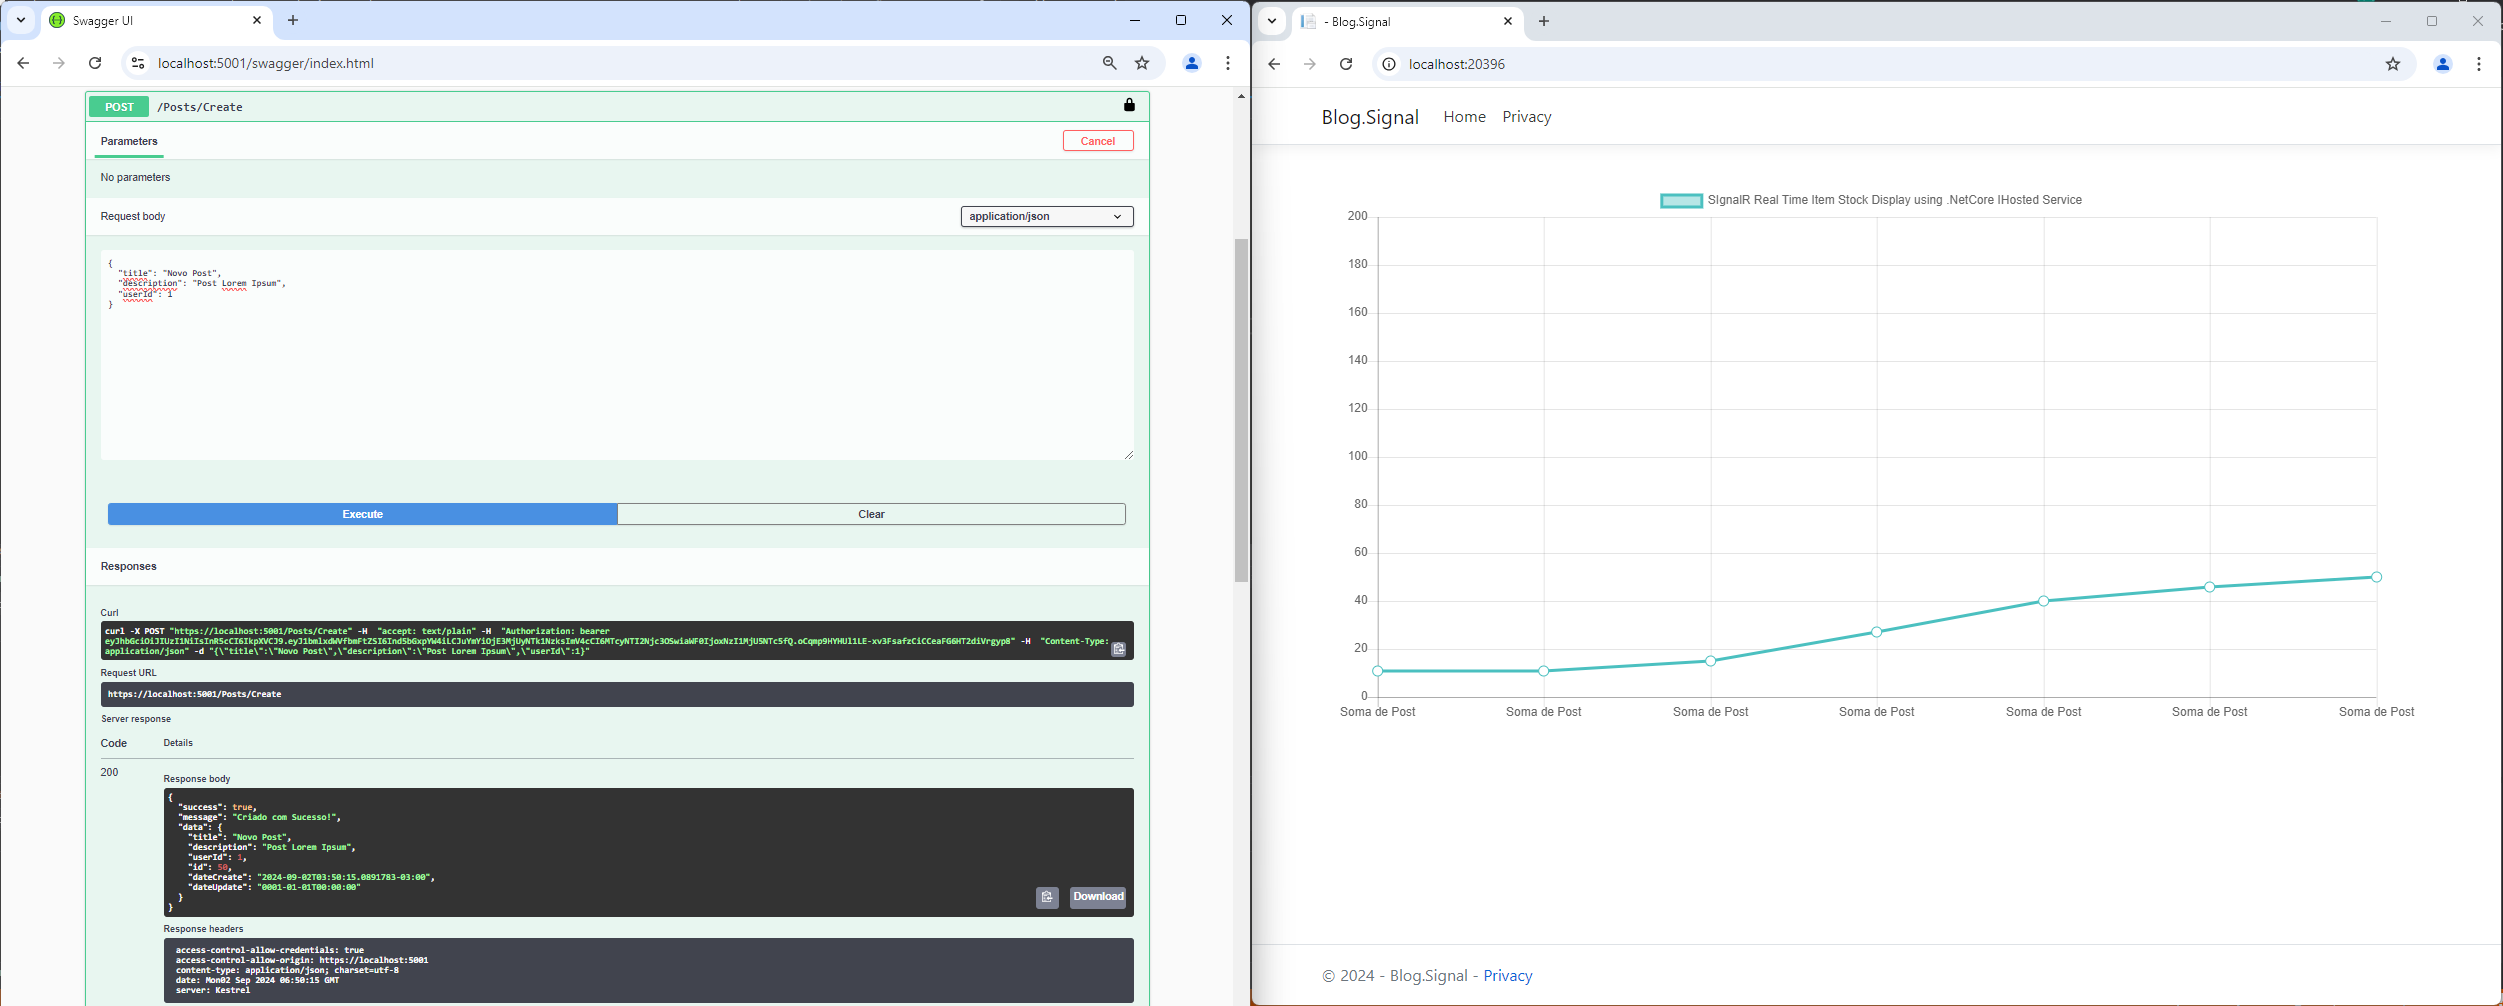 Swagger UI
localhost:5001/swagger/index.html
POST /Posts/Create
Parameters
Cancel
No parameters
Request body
application/json
{
"title": "Novo Post",
"description": "Post Lorem Ipsum",
"userId": 1
}
Execute
Clear
Responses
Curl
curl -X POST "https://localhost:5001/Posts/Create" -H "accept: text/plain" -H "Authorization: bearer
-H "Content-Type:
application/json" -d "{\"title\":\"Novo Post\",\"description\":\"Post Lorem Ipsum\",\"userId\":1}"
Request URL
https://localhost:5001/Posts/Create
Server response
Code
Details
200
Response body
{
"success": true,
"message": "Criado com Sucesso!",
"data": {
"title": "Novo Post",
"description": "Post Lorem Ipsum",
"userId": 1,
"id": 50,
"dateCreate": "2024-09-02T03:50:15.0891783-03:00",
"dateUpdate": "0001-01-01T00:00:00"
}
}
Download
Response headers
access-control-allow-credentials: true
access-control-allow-origin: https://localhost:5001
content-type: application/json; charset=utf-8
date: Mon02 Sep 2024 06:50:15 GMT
server: Kestrel
- Blog.Signal
localhost:20396
Blog.Signal
Home
Privacy
SIgnalR Real Time Item Stock Display using .NetCore IHosted Service
200
180
160
140
120
100
80
60
40
20
0
Soma de Post
Soma de Post
Soma de Post
Soma de Post
Soma de Post
Soma de Post
Soma de Post
© 2024 - Blog.Signal - Privacy